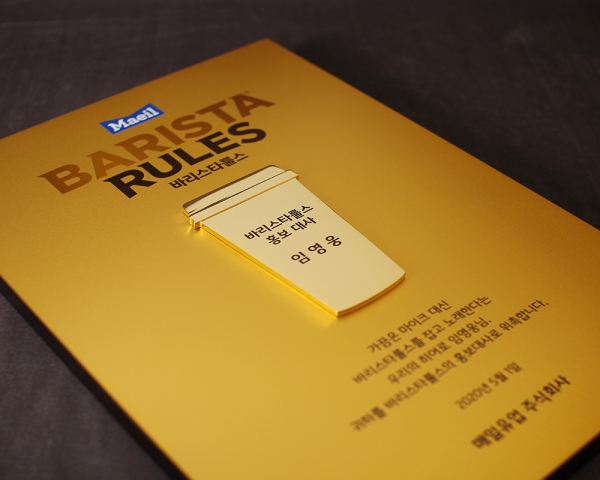 Maeil
BARISTA
RULES
바리스타룰스
바리스타룰스
홍보 대사
임영웅
가끔은 마이크 대신
바리스타룰스를 잡고 노래한다는
우리의 히어로 임영웅님.
귀하를 바리스타룰스의 홍보대사로 위촉합니다.
2020년 5월 1일
매일유업 주식회사